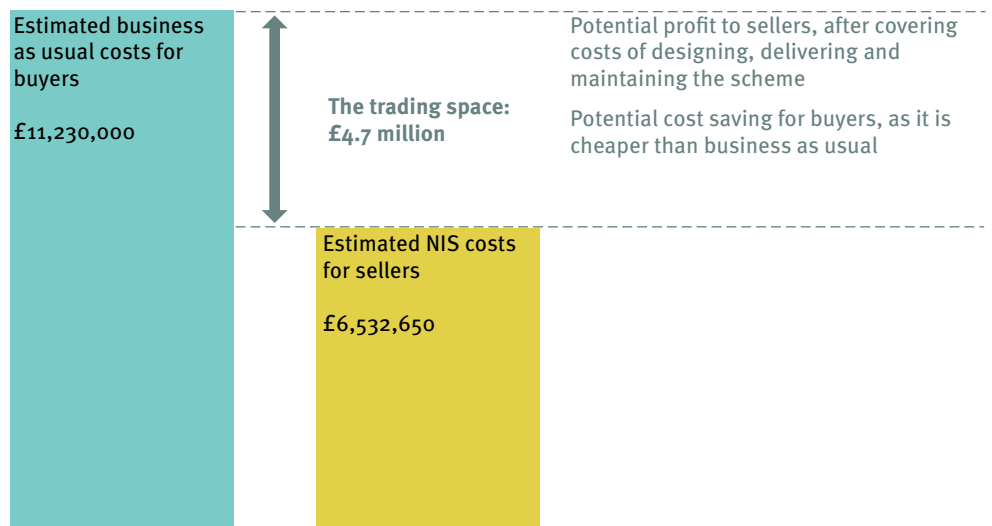 Estimated business
as usual costs for
buyers
£11,230,000
The trading space:
£4.7 million
Potential profit to sellers, after covering
costs of designing, delivering and
maintaining the scheme
Potential cost saving for buyers, as it is
cheaper than business as usual
Estimated NIS costs
for sellers
£6,532,650